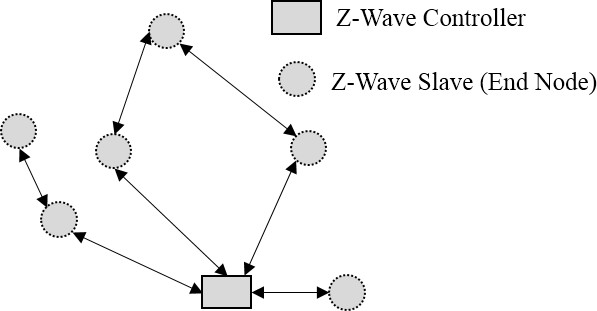 Z-Wave Controller
Z-Wave Slave (End Node)